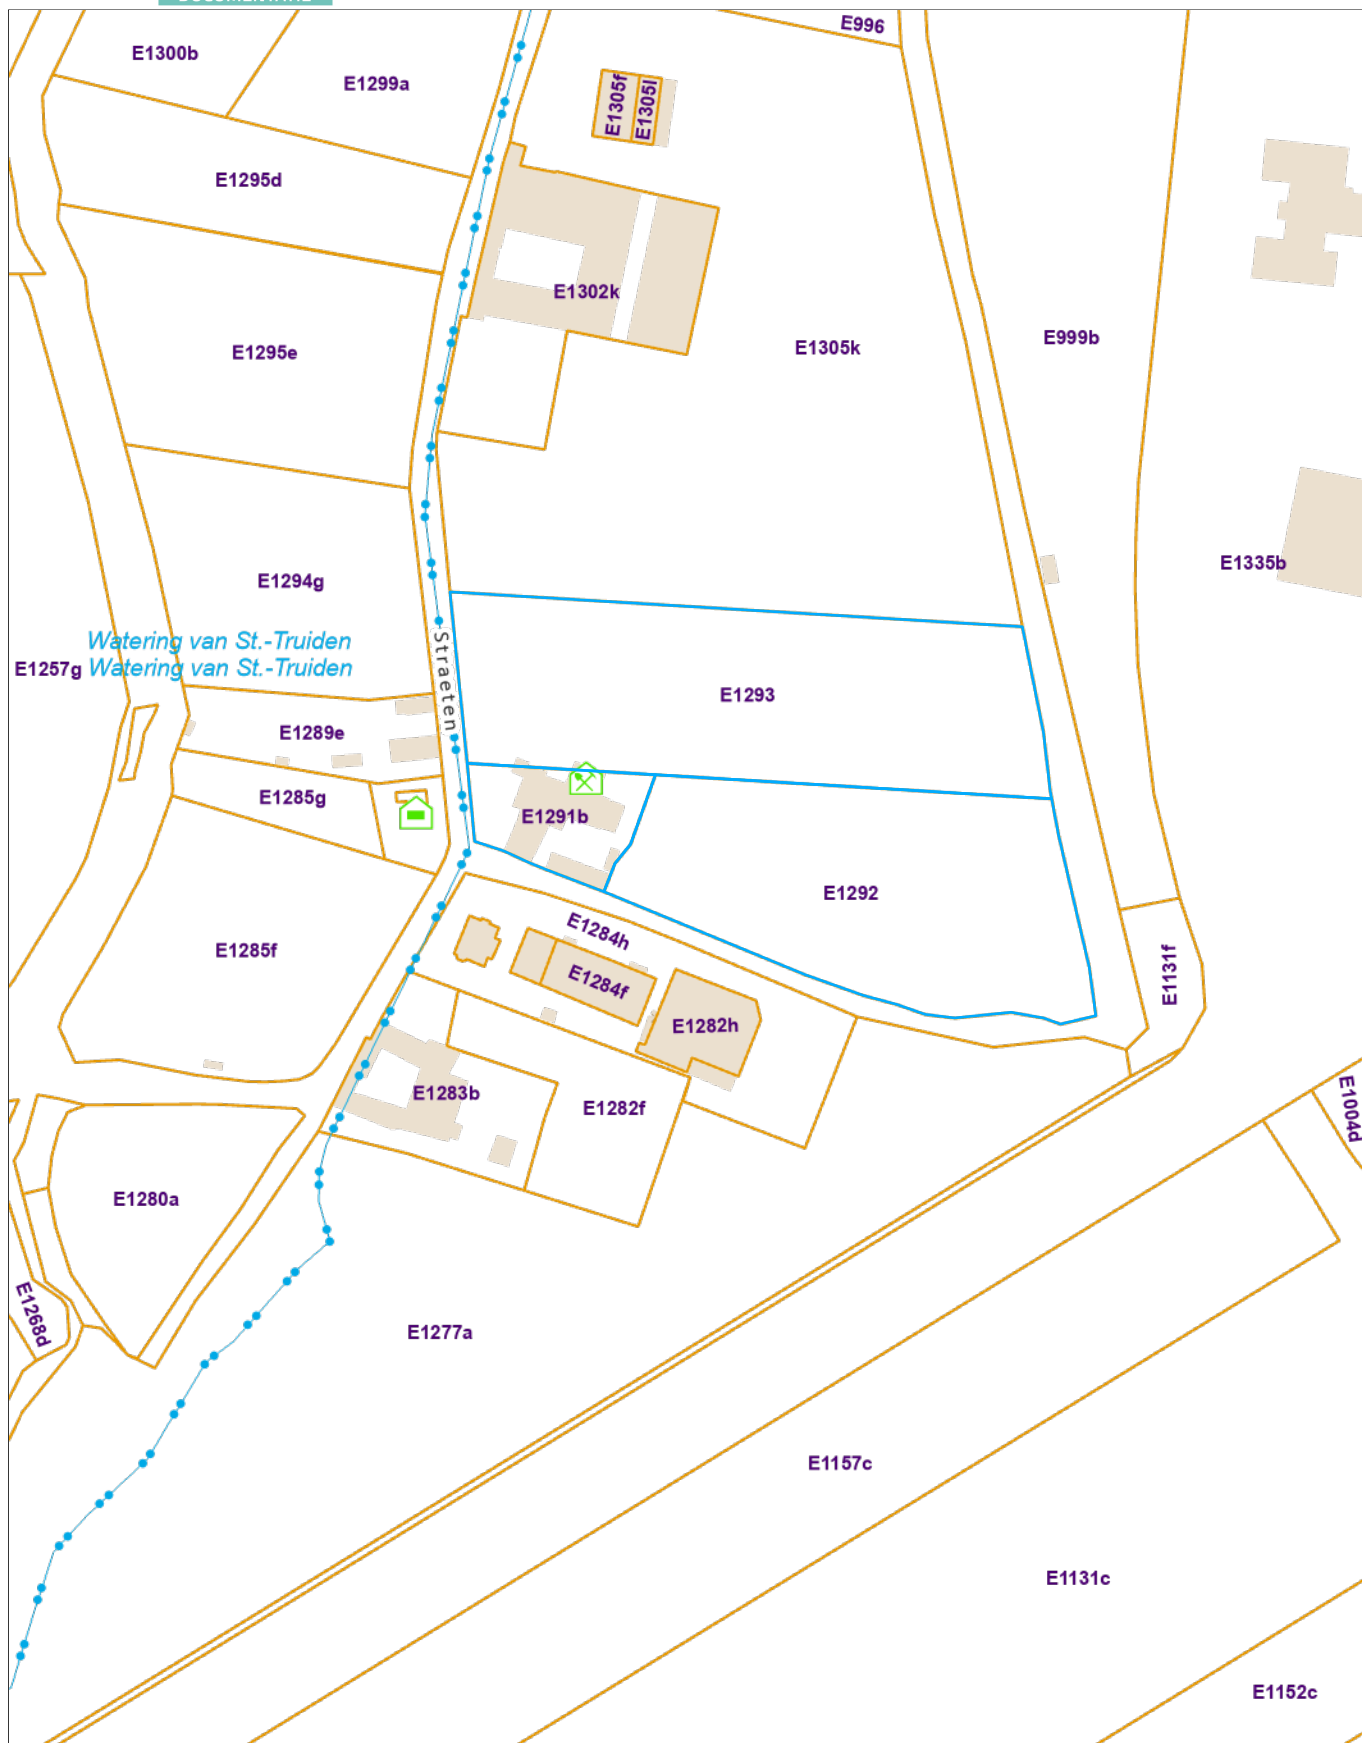 E996
E1300b
E1299a
E1305f
E1305l
E1295d
E1302k
E999b
E1305k
E1295e
E1335b
E1294g
Watering van St.-Truiden
E1257g
Watering van St.-Truiden
Straeten
E1293
E1289e
E1285g
E1291b
E1292
E1284h
E1285f
E1131f
E1284f
E1282h
E1283b
E1282f
E1004d
E1280a
E1268d
E1277a
E1157c
E1131c
E1152c